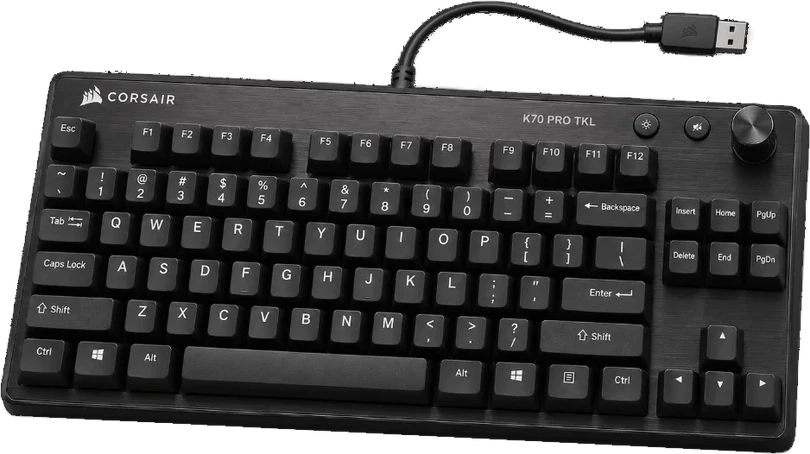 CORSAIR
K70 PRO TKL
Esc F1 F2 F3 F4 F5 F6 F7 F8 F9 F10 F11 F12
~ ! @ # $ % ^ & * ( ) — +
` 1 2 3 4 5 6 7 8 9 0 - = ← Backspace Insert Home PgUp
Tab Q W E R T Y U I O P { } |
[ ] \ Delete End PgDn
Caps Lock A S D F G H J K L : "
; ' Enter
⇧ Shift Z X C V B N M < > ?
, . / ⇧ Shift ▲
Ctrl Alt Alt Ctrl ◄ ▼ ►